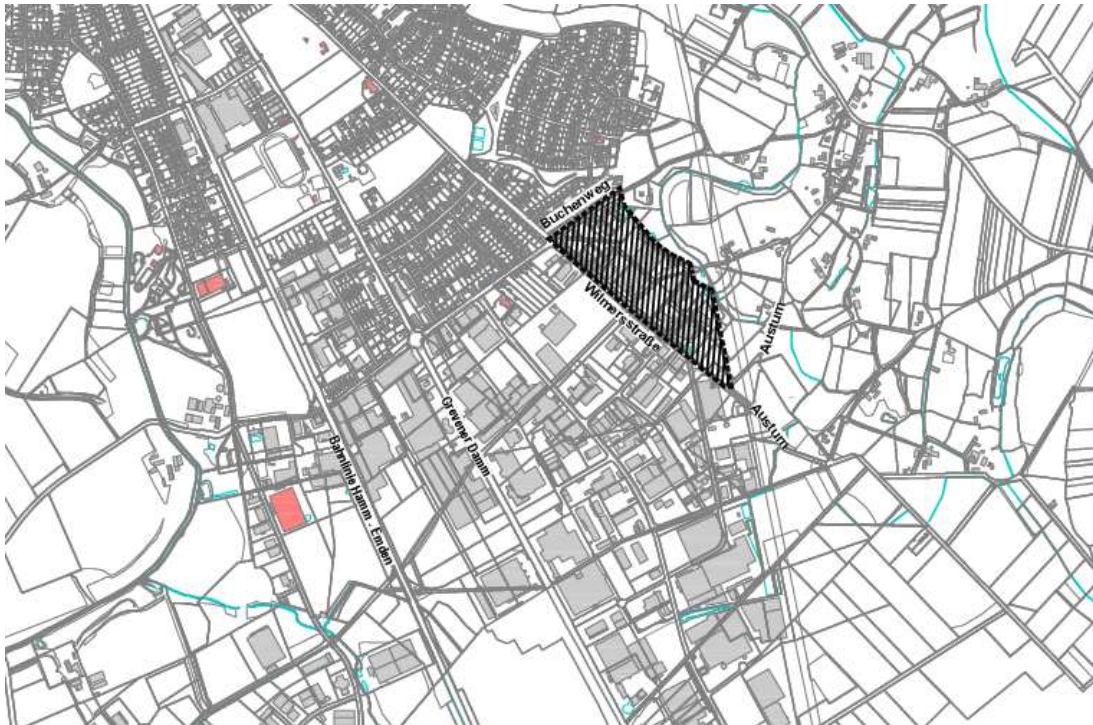 Buchenweg
Wilmersstraße
Austum
Austum
Grevener Damm
Bahnlinie Hamm - Emden